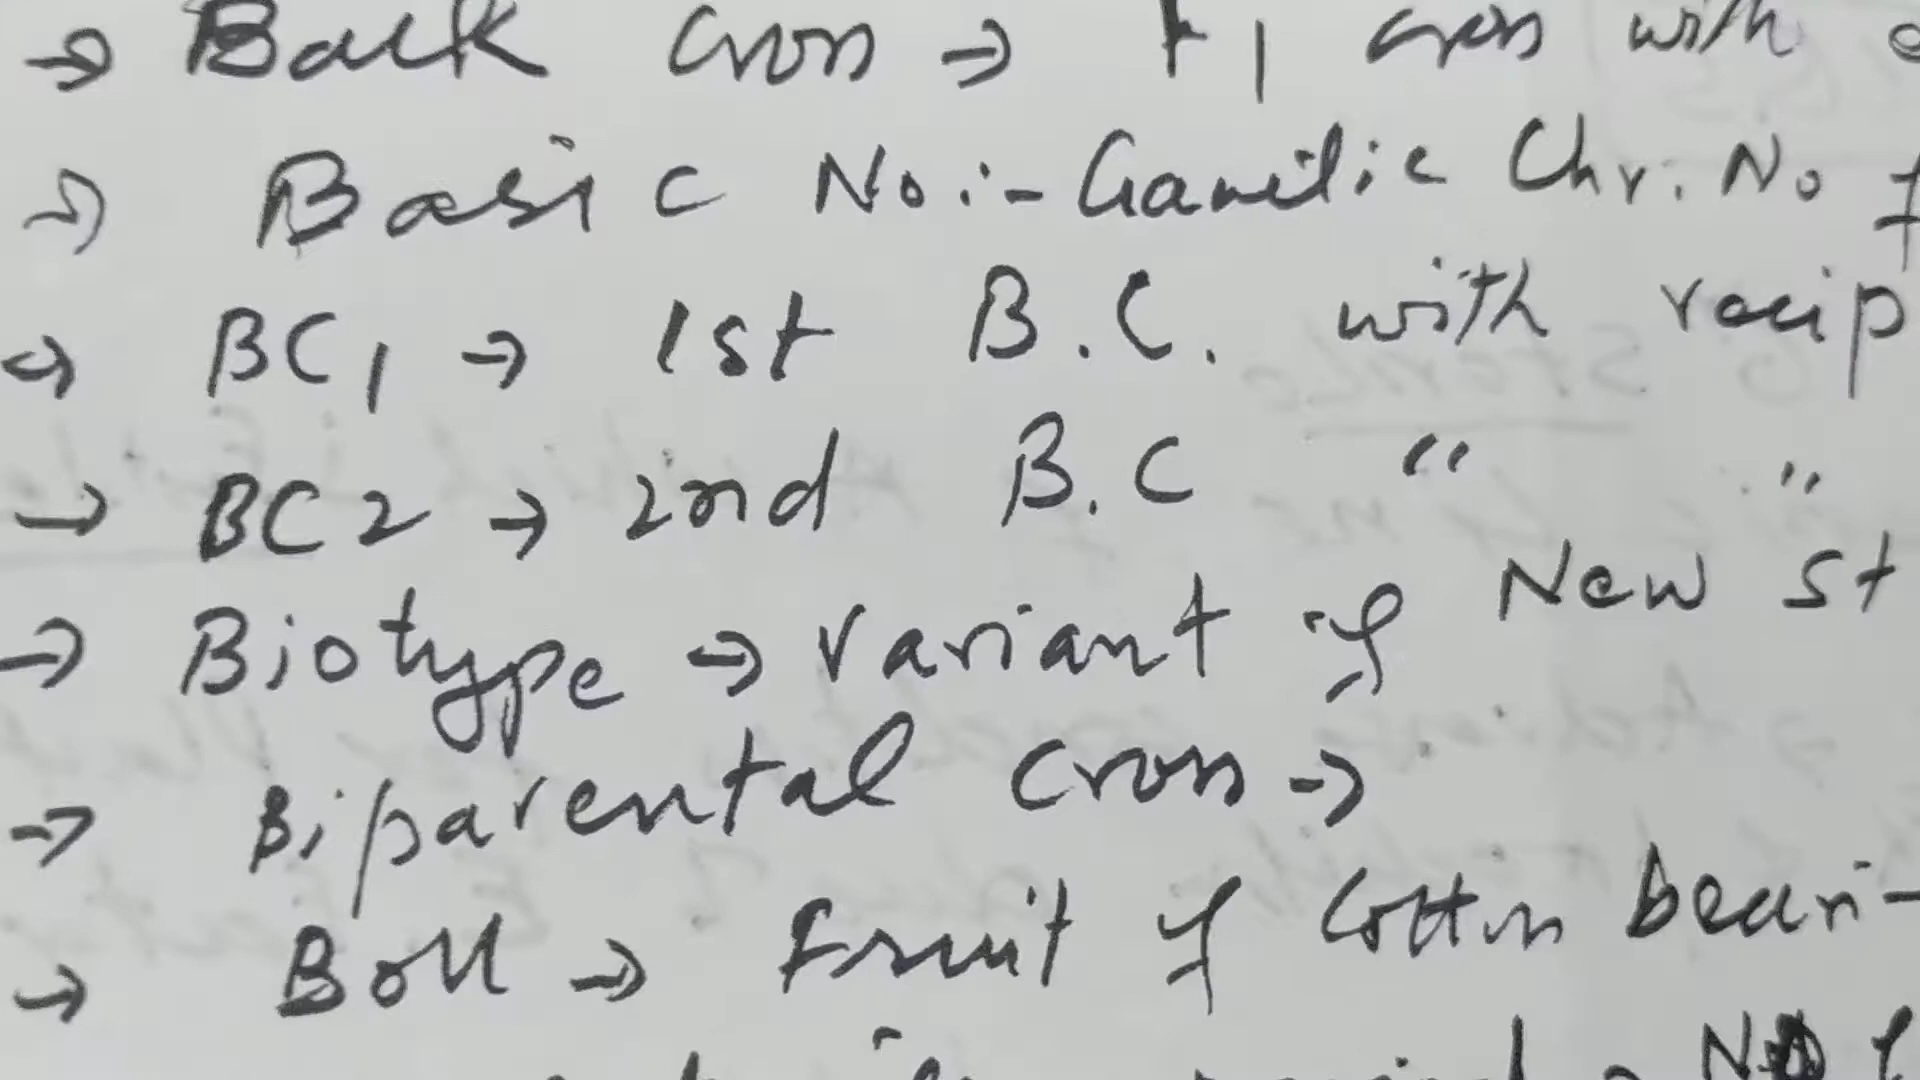 → Back cross → F1 cross with
→ Basic No :- Gametic Chr. No
→ BC1 → 1st B.C. with recip
→ BC2 → 2nd B.C " "
→ Biotype → Variant of New st
→ Biparental cross →
→ Boll → Fruit of Cotton beari-